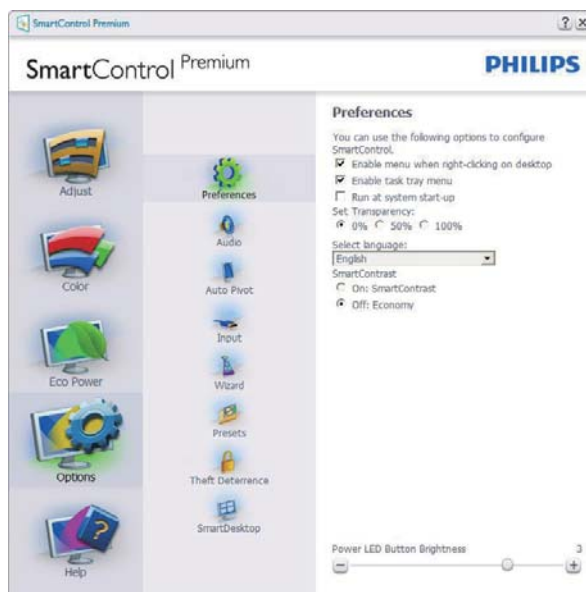 SmartControl Premium
SmartControl Premium
PHILIPS
Adjust
Color
Eco Power
Options
Help
Preferences
Audio
Auto Pivot
Input
Wizard
Presets
Theft Deterrence
SmartDesktop
Preferences
You can use the following options to configure
SmartControl.
Enable menu when right-clicking on desktop
Enable task tray menu
Run at system start-up
Set Transparency:
0% 50% 100%
Select language:
English
SmartContrast
On: SmartContrast
Off: Economy
Power LED Button Brightness 3